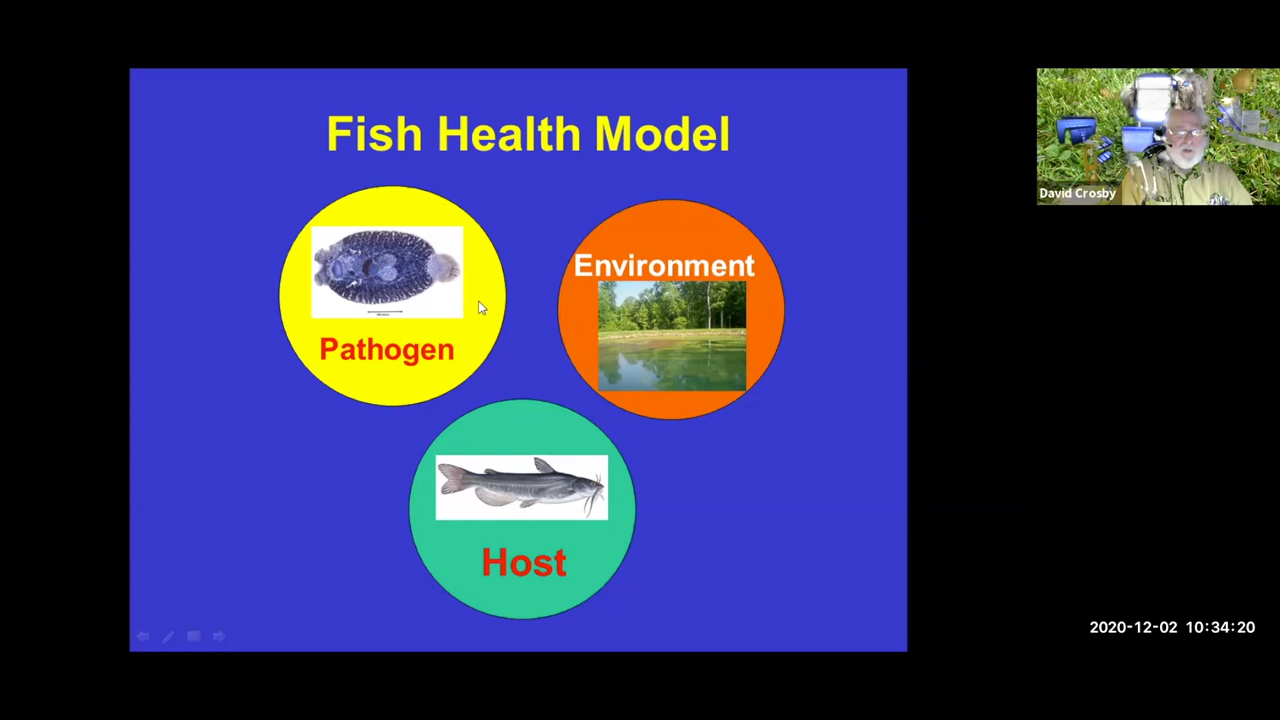 Fish Health Model
Pathogen
Environment
Host
David Crosby
2020-12-02 10:34:20